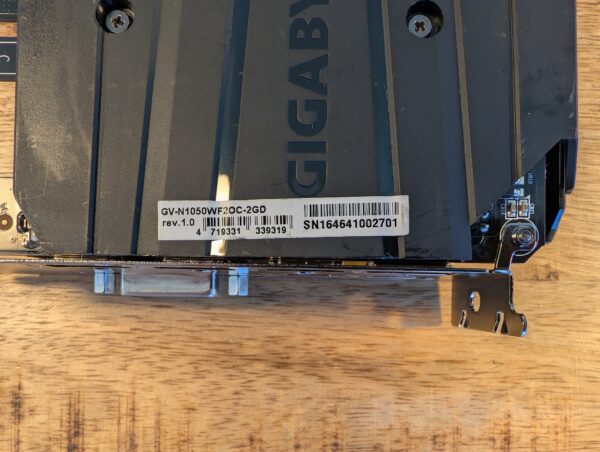 GIGABY
GV-N1050WF2OC-2GD
rev.1.0
4 719331 339319
SN164641002701